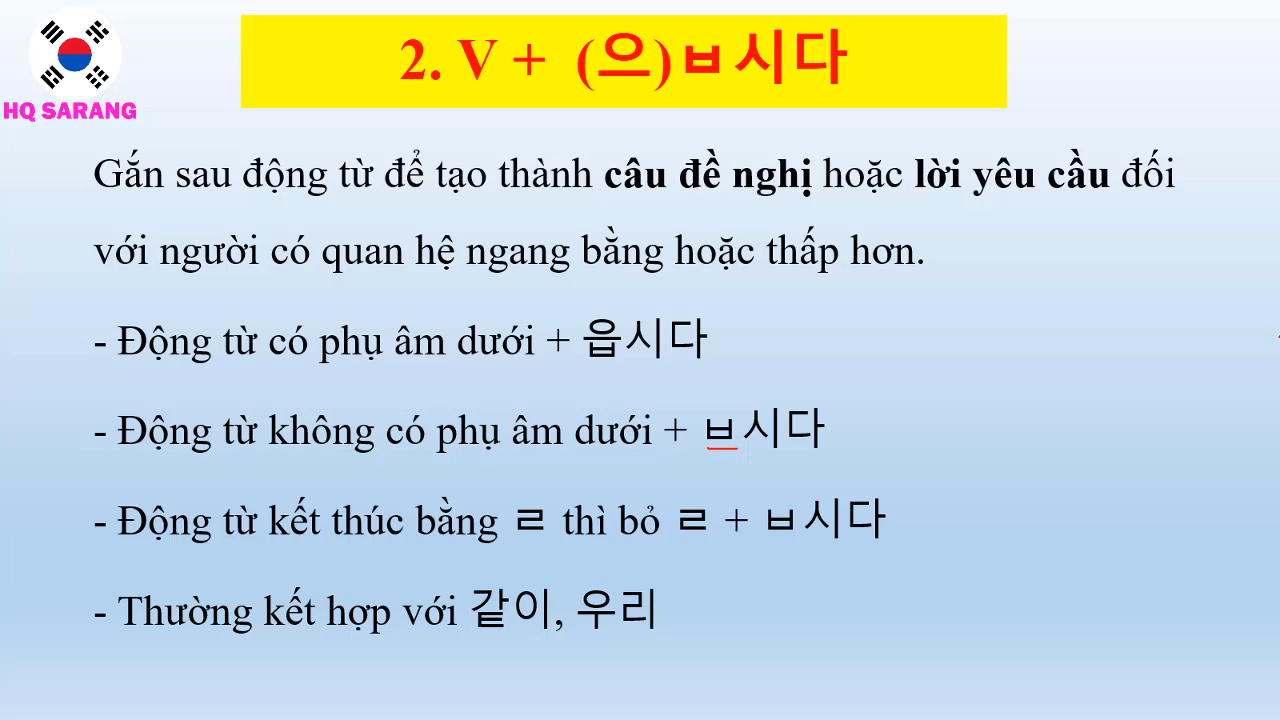 HQ SARANG
2. V + (으)ㅂ시다
Gắn sau động từ để tạo thành câu đề nghị hoặc lời yêu cầu đối
với người có quan hệ ngang bằng hoặc thấp hơn.
- Động từ có phụ âm dưới + 읍시다
- Động từ không có phụ âm dưới + ㅂ시다
- Động từ kết thúc bằng ㄹ thì bỏ ㄹ + ㅂ시다
- Thường kết hợp với 같이, 우리